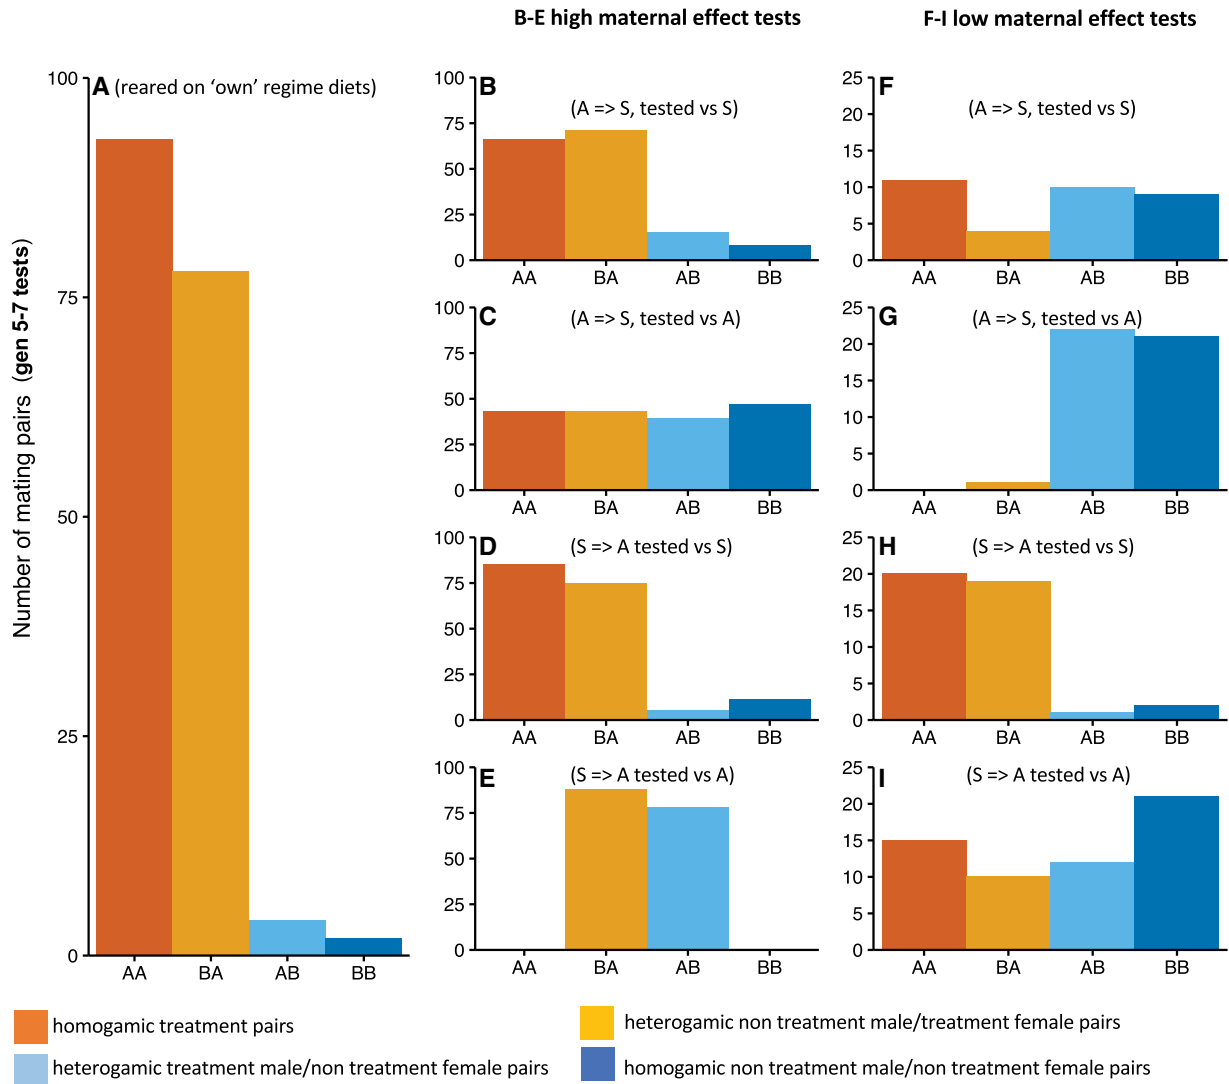 B-E high maternal effect tests
F-I low maternal effect tests
Number of mating pairs (gen 5-7 tests)
A (reared on ‘own’ regime diets)
100
75
50
25
0
AA BA AB BB
B
(A => S, tested vs S)
100
75
50
25
0
AA BA AB BB
F
(A => S, tested vs S)
25
20
15
10
5
0
AA BA AB BB
C
(A => S, tested vs A)
100
75
50
25
0
AA BA AB BB
G
(A => S, tested vs A)
25
20
15
10
5
0
AA BA AB BB
D
(S => A tested vs S)
100
75
50
25
0
AA BA AB BB
H
(S => A tested vs S)
25
20
15
10
5
0
AA BA AB BB
E
(S => A tested vs A)
100
75
50
25
0
AA BA AB BB
I
(S => A tested vs A)
25
20
15
10
5
0
AA BA AB BB
homogamic treatment pairs
heterogamic non treatment male/treatment female pairs
heterogamic treatment male/non treatment female pairs
homogamic non treatment male/non treatment female pairs